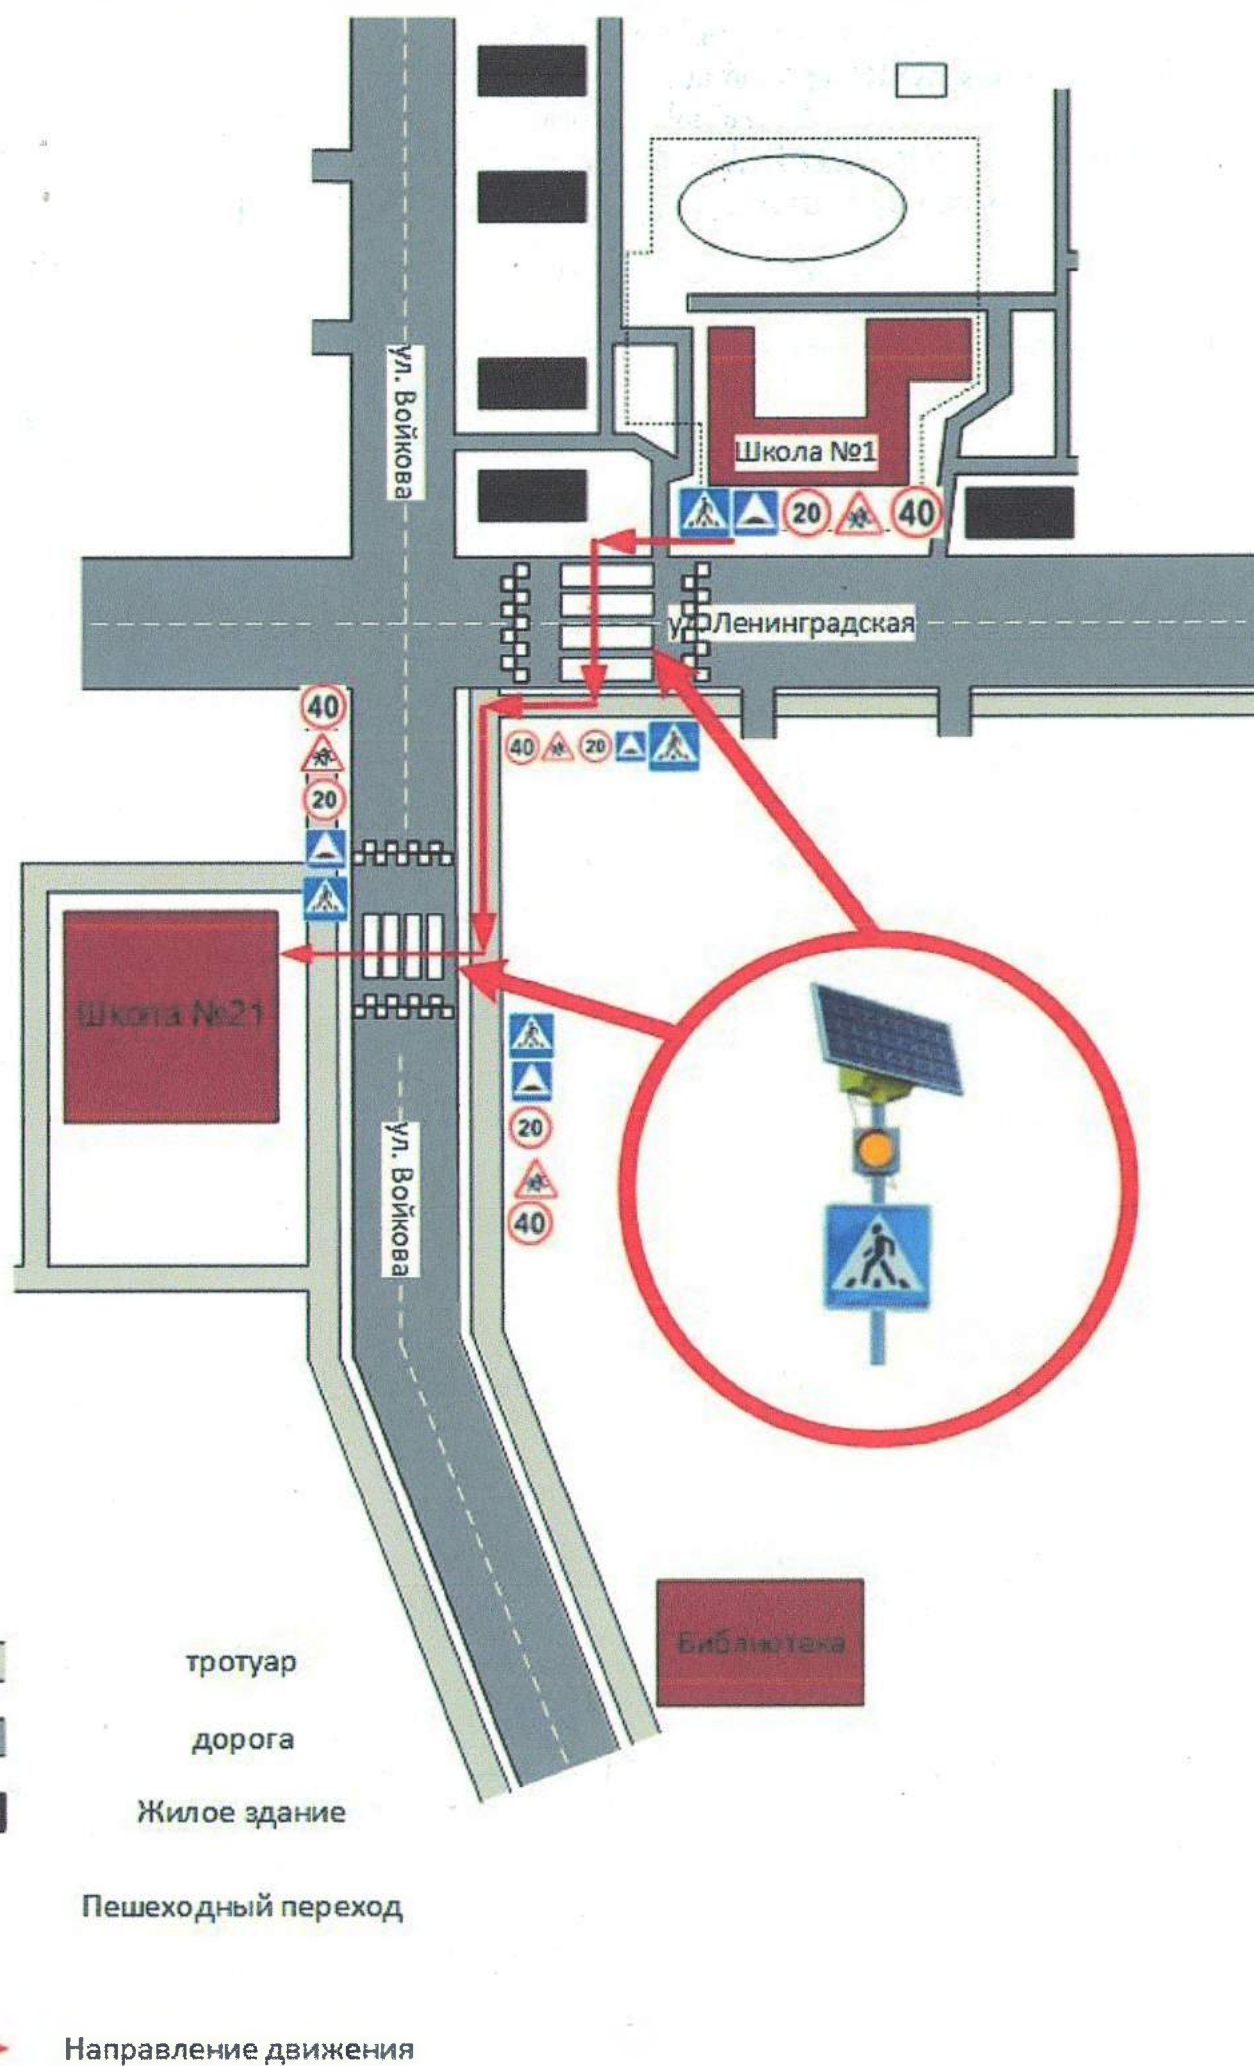 ул. Войкова
Школа №1
20
40
ул. Ленинградская
40
20
40
20
Школа №21
20
40
ул. Войкова
Библиотека
тротуар
дорога
Жилое здание
Пешеходный переход
Направление движения